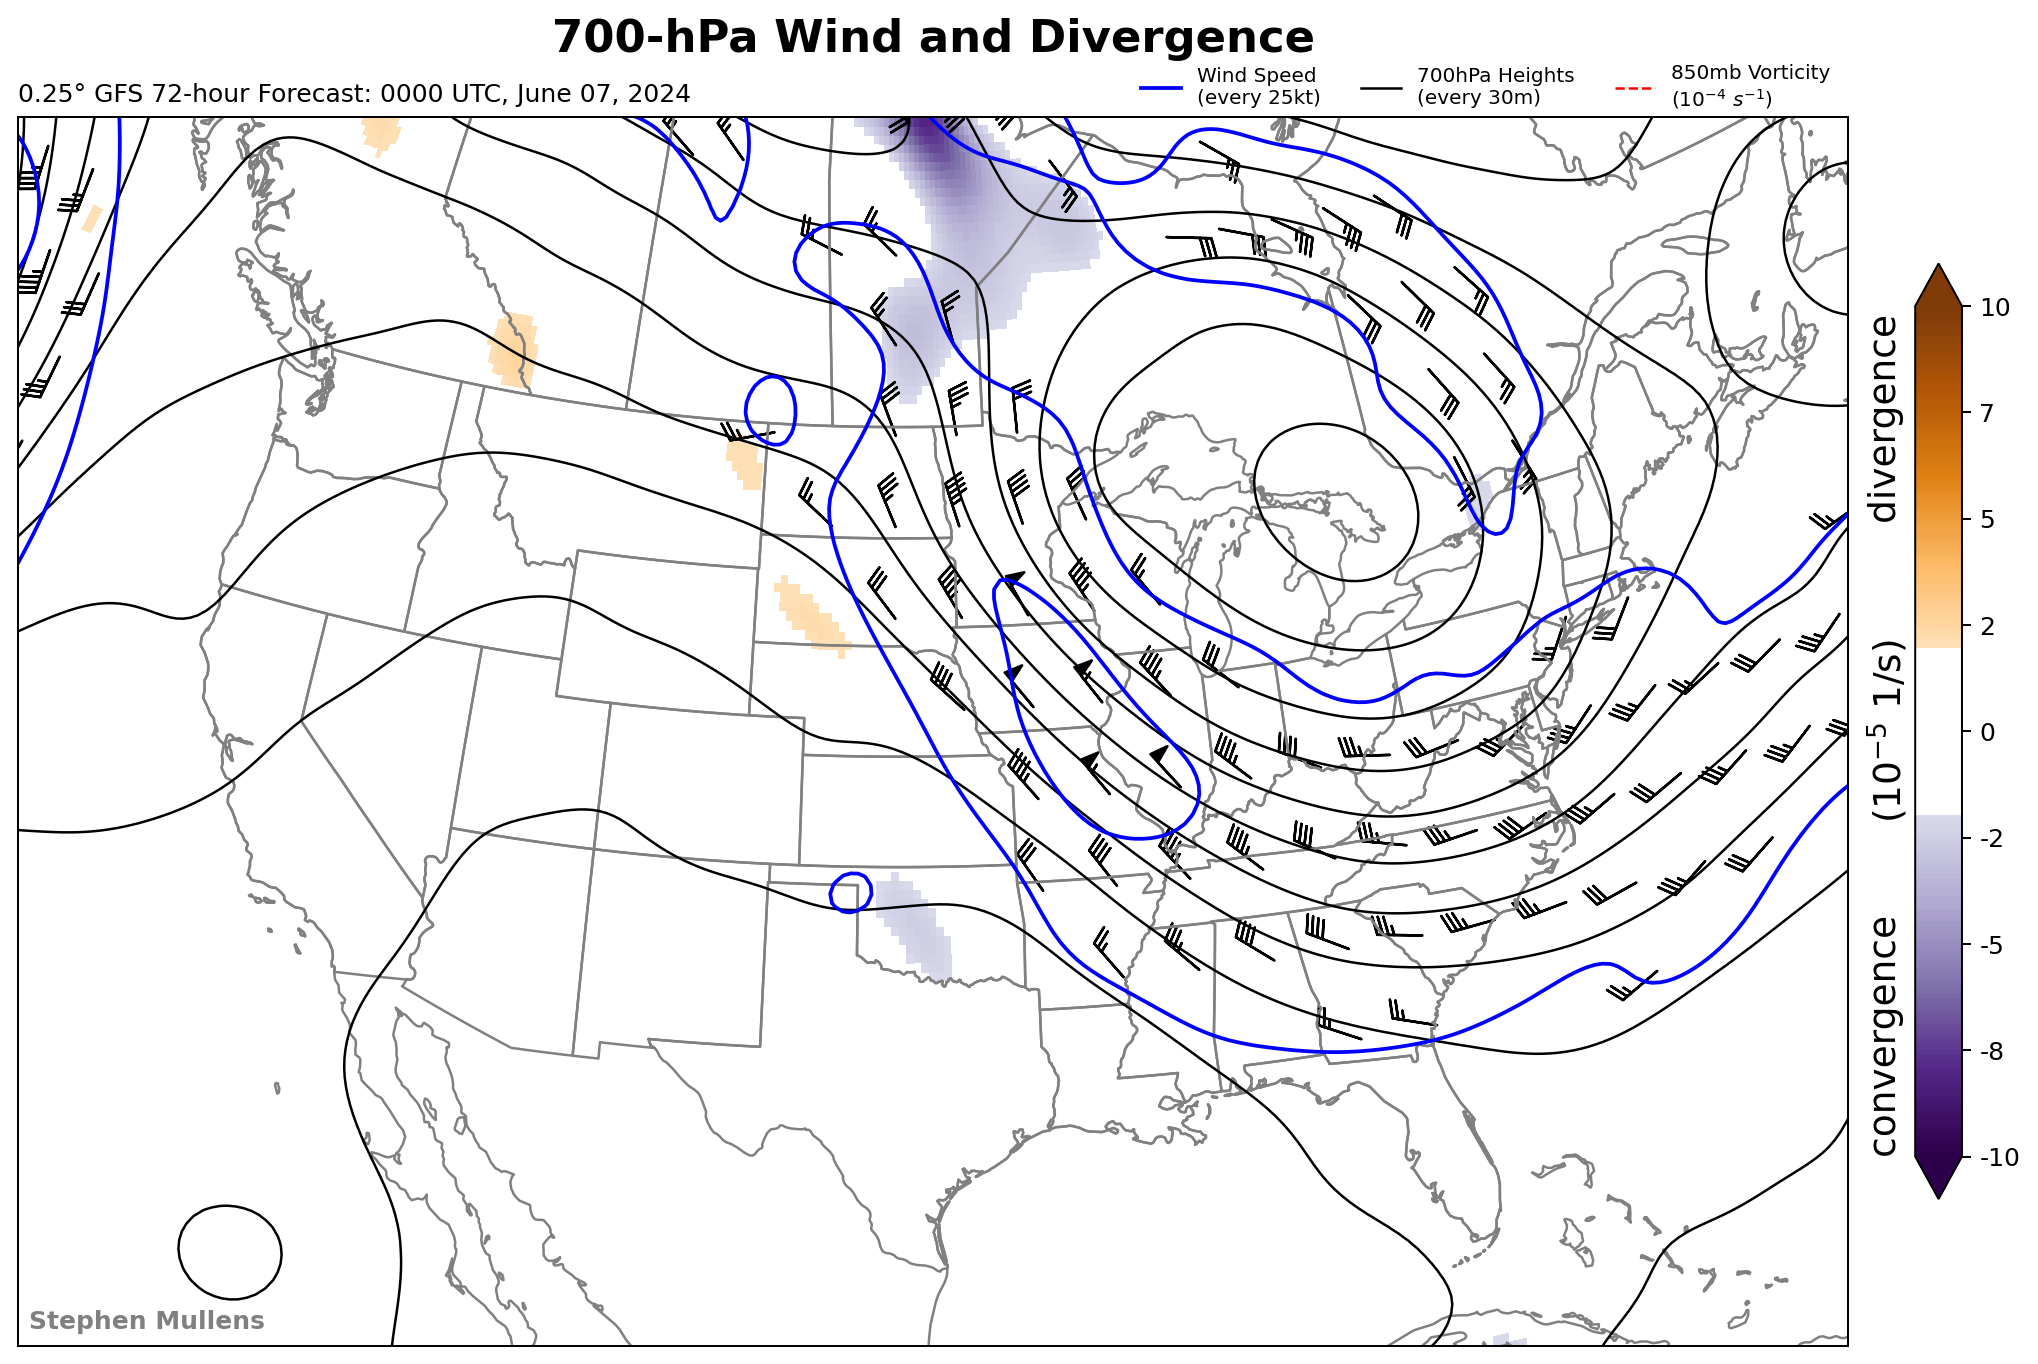 700-hPa Wind and Divergence
0.25° GFS 72-hour Forecast: 0000 UTC, June 07, 2024
Wind Speed
(every 25kt)
700hPa Heights
(every 30m)
850mb Vorticity
(10⁻⁴ s⁻¹)
10
7
5
2
0
-2
-5
-8
-10
convergence (10⁻⁵ 1/s) divergence
Stephen Mullens